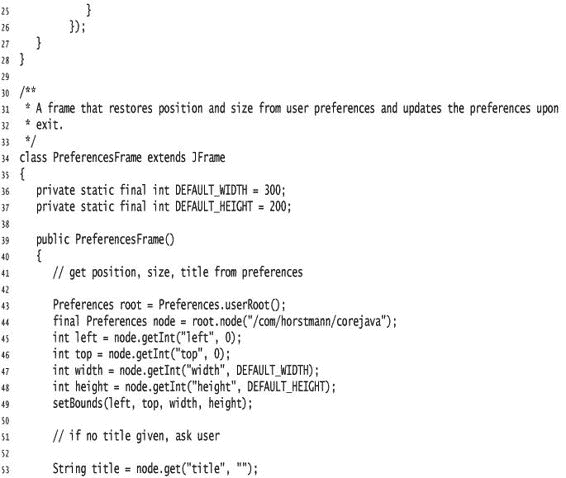 25 }
26 });
27 }
28 }
29
30 /**
31 * A frame that restores position and size from user preferences and updates the preferences upon
32 * exit.
33 */
34 class PreferencesFrame extends JFrame
35 {
36 private static final int DEFAULT_WIDTH = 300;
37 private static final int DEFAULT_HEIGHT = 200;
38
39 public PreferencesFrame()
40 {
41 // get position, size, title from preferences
42
43 Preferences root = Preferences.userRoot();
44 final Preferences node = root.node("/com/horstmann/corejava");
45 int left = node.getInt("left", 0);
46 int top = node.getInt("top", 0);
47 int width = node.getInt("width", DEFAULT_WIDTH);
48 int height = node.getInt("height", DEFAULT_HEIGHT);
49 setBounds(left, top, width, height);
50
51 // if no title given, ask user
52
53 String title = node.get("title", "");